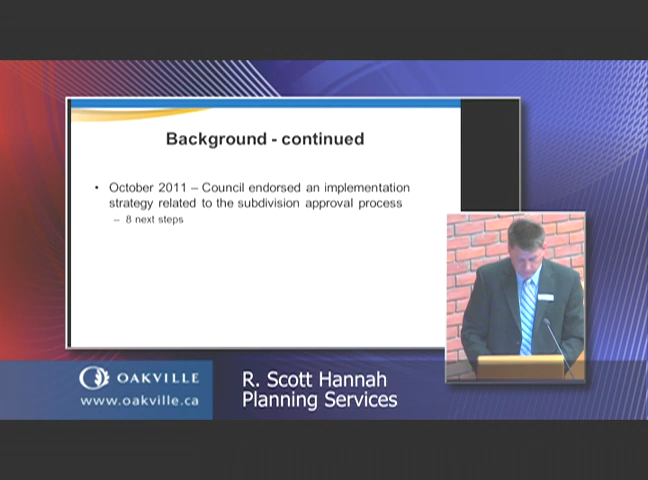 Background - continued
• October 2011 – Council endorsed an implementation
strategy related to the subdivision approval process
– 8 next steps
OAKVILLE
www.oakville.ca
R. Scott Hannah
Planning Services